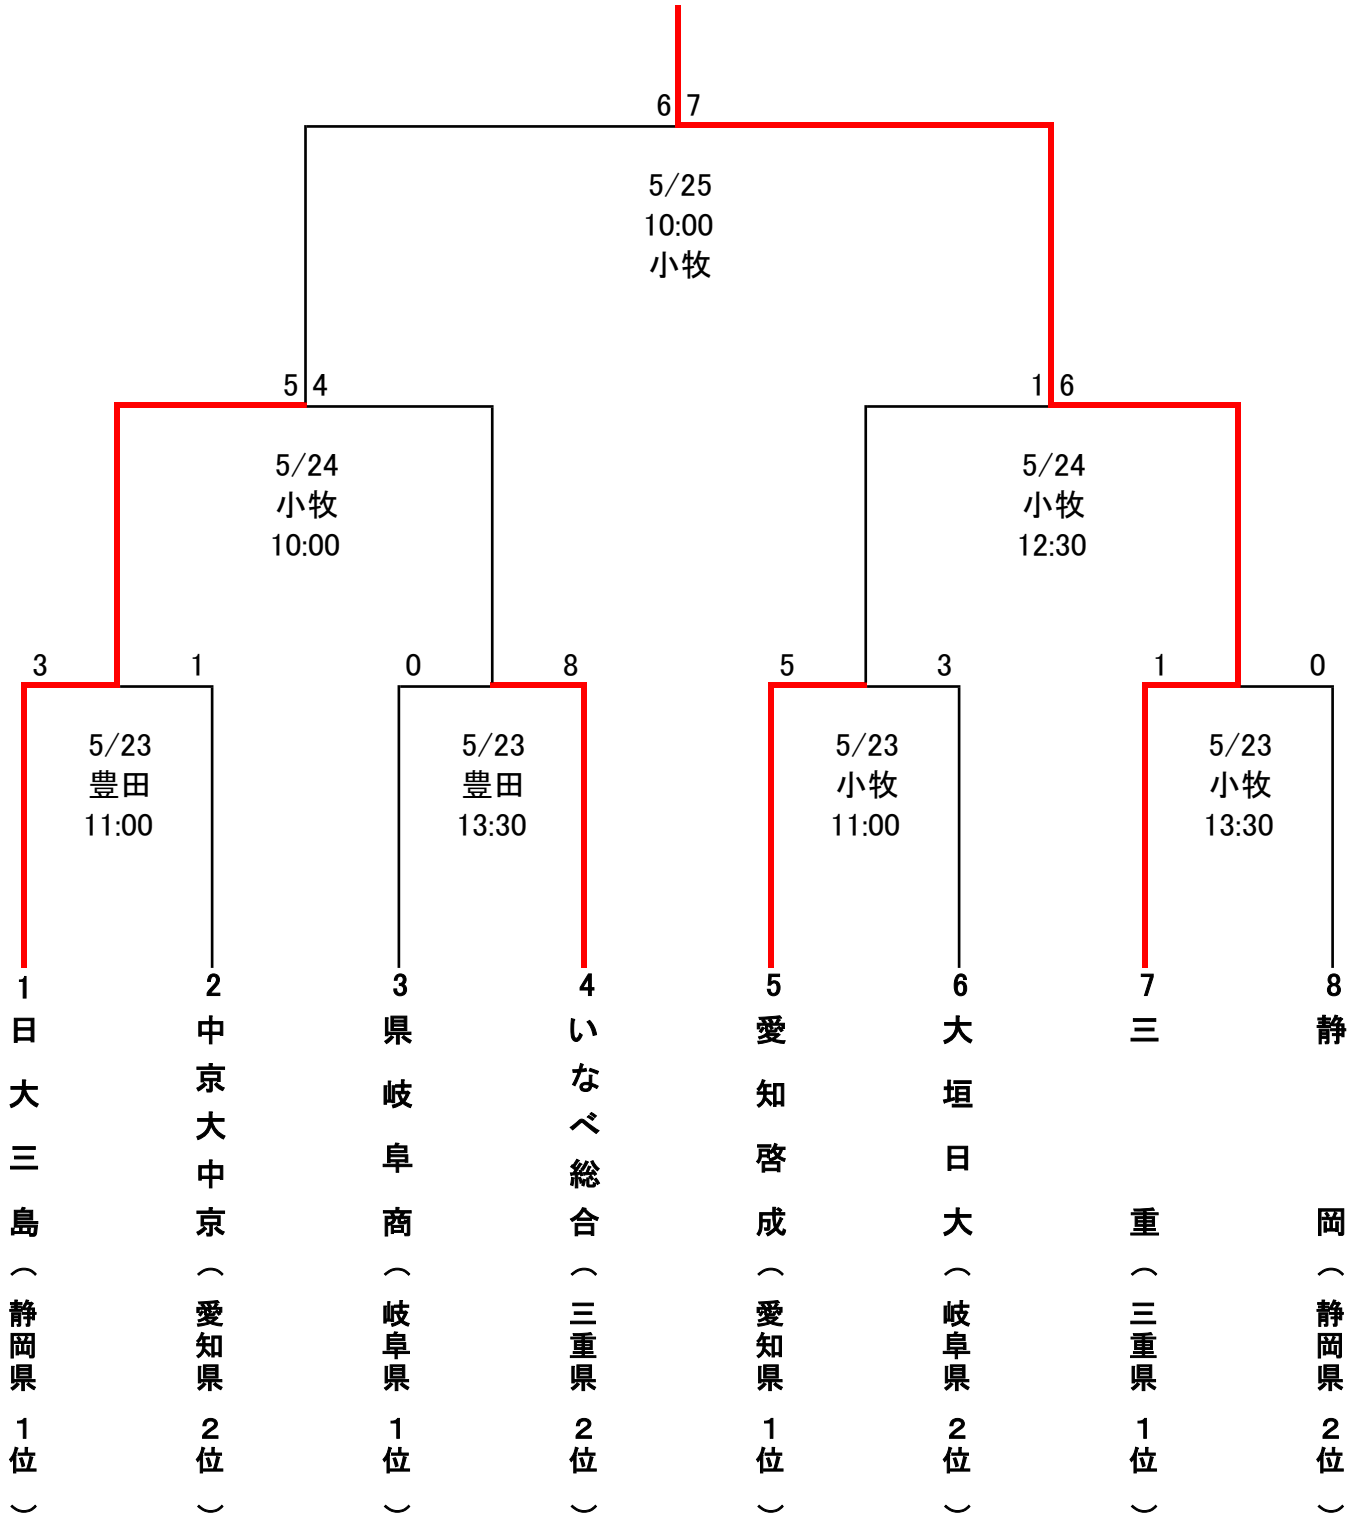 6 7
5/25
10:00
小牧
5 4
1 6
5/24
小牧
10:00
5/24
小牧
12:30
3 1
0 8
5 3
1 0
5/23
豊田
11:00
5/23
豊田
13:30
5/23
小牧
11:00
5/23
小牧
13:30
1 日大三島（静岡県 1位）
2 中京大中京（愛知県 2位）
3 県岐阜商（岐阜県 1位）
4 いなべ総合（三重県 2位）
5 愛知啓成（愛知県 1位）
6 大垣日大（岐阜県 2位）
7 三重（三重県 1位）
8 静岡（静岡県 2位）